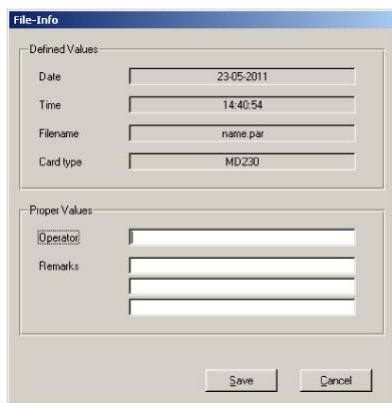 File-Info
Defined Values
Date 23-05-2011
Time 14:40:54
Filename name.par
Card type MD230
Proper Values
Operator
Remarks
Save Cancel